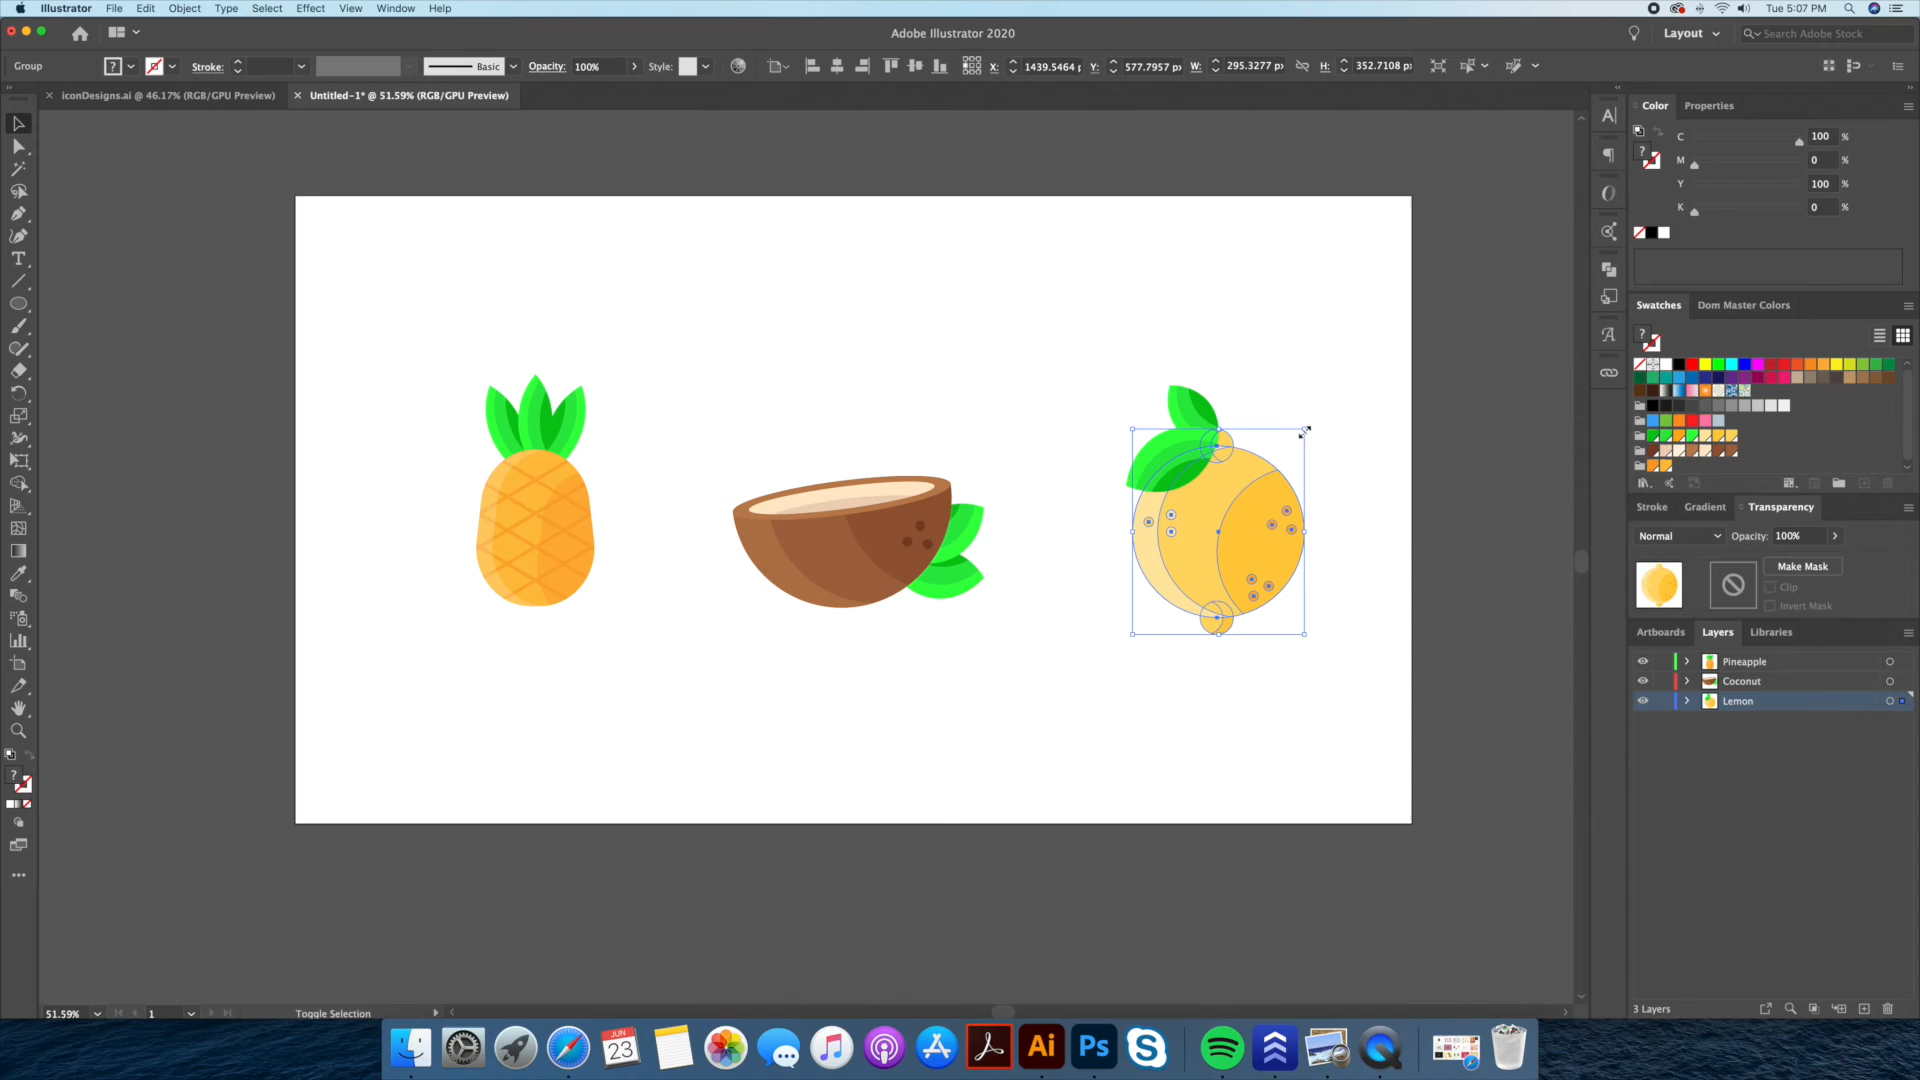 Illustrator File Edit Object Type Select Effect View Window Help Tue 5:07 PM
Adobe Illustrator 2020 Layout Search Adobe Stock
Group ? Stroke: Basic Opacity: 100% Style: X: 1439.5464 p Y: 577.7957 px W: 295.3277 px H: 352.7108 px
iconDesigns.ai @ 46.17% (RGB/GPU Preview) Untitled-1* @ 51.59% (RGB/GPU Preview)
Color Properties
C 100 %
M 0 %
Y 100 %
K 0 %
Swatches Dom Master Colors
Stroke Gradient Transparency
Normal Opacity: 100%
Make Mask
Clip
Invert Mask
Artboards Layers Libraries
Pineapple
Coconut
Lemon
3 Layers
51.59% 1 Toggle Selection
JUN
23
Ai Ps